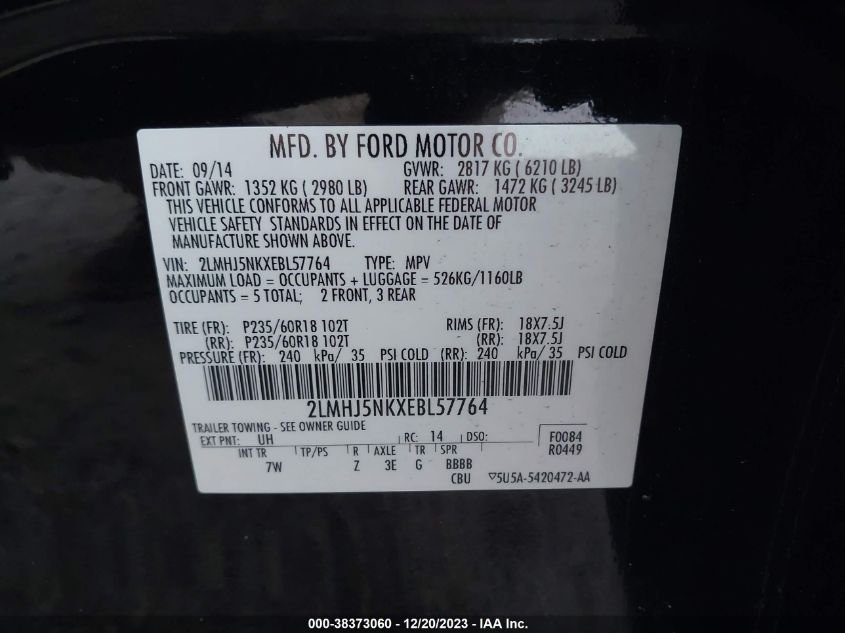 MFD. BY FORD MOTOR CO.
DATE: 09/14 GVWR: 2817 KG ( 6210 LB)
FRONT GAWR: 1352 KG ( 2980 LB) REAR GAWR: 1472 KG ( 3245 LB)
THIS VEHICLE CONFORMS TO ALL APPLICABLE FEDERAL MOTOR
VEHICLE SAFETY STANDARDS IN EFFECT ON THE DATE OF
MANUFACTURE SHOWN ABOVE.
VIN: 2LMHJ5NKXEBL57764 TYPE: MPV
MAXIMUM LOAD = OCCUPANTS + LUGGAGE = 526KG/1160LB
OCCUPANTS = 5 TOTAL; 2 FRONT, 3 REAR
TIRE (FR): P235/60R18 102T RIMS (FR): 18X7.5J
(RR): P235/60R18 102T (RR): 18X7.5J
PRESSURE (FR): 240 kPa/ 35 PSI COLD (RR): 240 kPa/ 35 PSI COLD
2LMHJ5NKXEBL57764
TRAILER TOWING - SEE OWNER GUIDE
EXT PNT: UH RC: 14 DSO: F0084
INT TR TP/PS R AXLE TR SPR R0449
7W Z 3E G BBBB
CBU ▽5U5A-5420472-AA
000-38373060 - 12/20/2023 - IAA Inc.